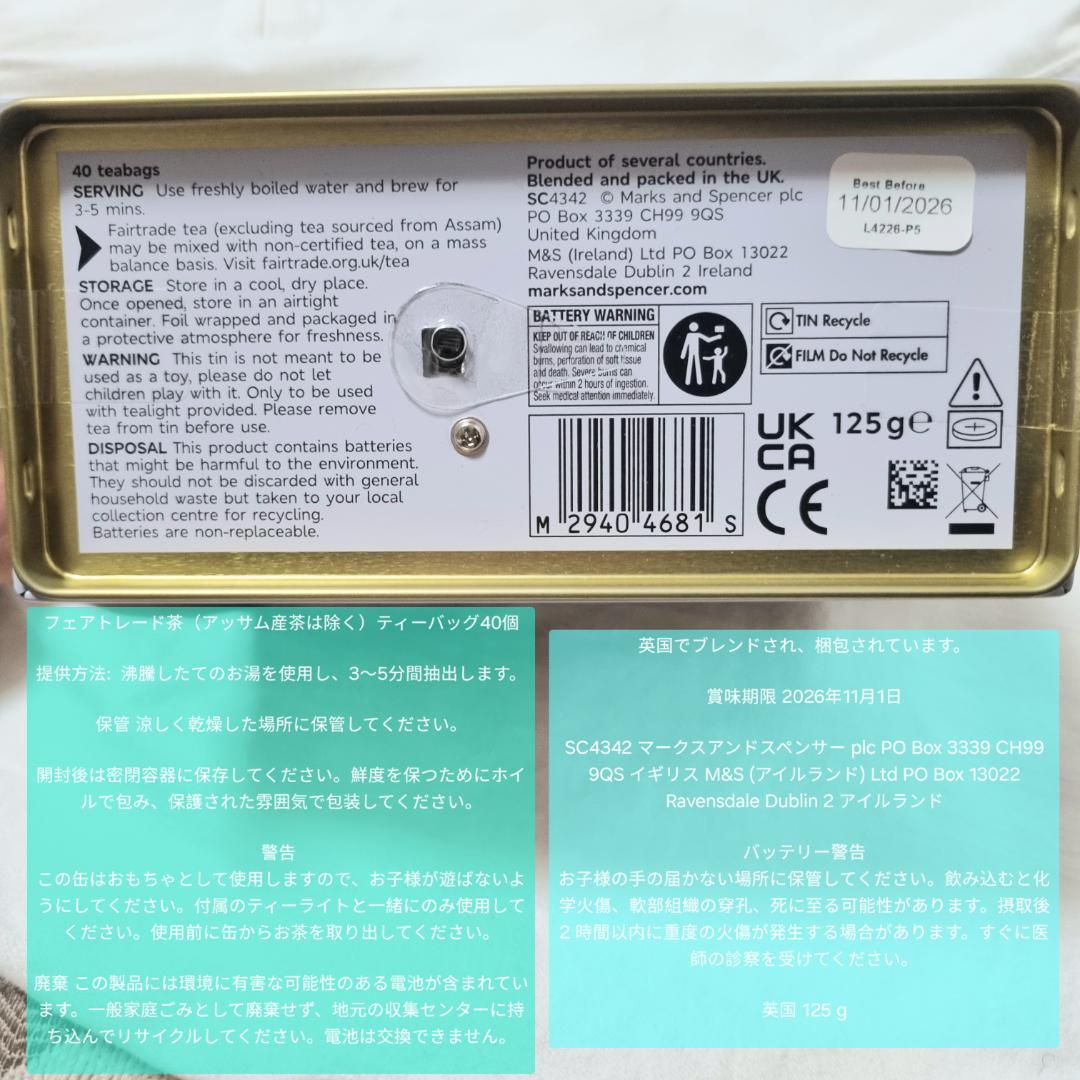 40 teabags
SERVING Use freshly boiled water and brew for
3-5 mins.
Fairtrade tea (excluding tea sourced from Assam)
may be mixed with non-certified tea, on a mass
balance basis. Visit fairtrade.org.uk/tea
STORAGE Store in a cool, dry place.
Once opened, store in an airtight
container. Foil wrapped and packaged in
a protective atmosphere for freshness.
WARNING This tin is not meant to be
used as a toy, please do not let
children play with it. Only to be used
with tealight provided. Please remove
tea from tin before use.
DISPOSAL This product contains batteries
that might be harmful to the environment.
They should not be discarded with general
household waste but taken to your local
collection centre for recycling.
Batteries are non-replaceable.
Product of several countries.
Blended and packed in the UK.
SC4342 © Marks and Spencer plc
PO Box 3339 CH99 9QS
United Kingdom
M&S (Ireland) Ltd PO Box 13022
Ravensdale Dublin 2 Ireland
marksandspencer.com
Best Before
11/01/2026
L4226-P5
BATTERY WARNING
KEEP OUT OF REACH OF CHILDREN
Swallowing can lead to chemical
burns, perforation of soft tissue
and death. Severe burns can
occur within 2 hours of ingestion.
Seek medical attention immediately.
TIN Recycle
FILM Do Not Recycle
UK
CA
125g℮
CE
M 2940 4681 S
フェアトレード茶（アッサム産茶は除く）ティーバッグ40個
提供方法: 沸騰したてのお湯を使用し、3〜5分間抽出します。
保管 涼しく乾燥した場所に保管してください。
開封後は密閉容器に保存してください。鮮度を保つためにホイ
ルで包み、保護された雰囲気で包装してください。
警告
この缶はおもちゃとして使用しますので、お子様が遊ばないよ
うにしてください。付属のティーライトと一緒にのみ使用して
ください。使用前に缶からお茶を取り出してください。
廃棄 この製品には環境に有害な可能性のある電池が含まれてい
ます。一般家庭ごみとして廃棄せず、地元の収集センターに持
ち込んでリサイクルしてください。電池は交換できません。
英国でブレンドされ、梱包されています。
賞味期限 2026年11月1日
SC4342 マークスアンドスペンサー plc PO Box 3339 CH99
9QS イギリス M&S (アイルランド) Ltd PO Box 13022
Ravensdale Dublin 2 アイルランド
バッテリー警告
お子様の手の届かない場所に保管してください。飲み込むと化
学火傷、軟部組織の穿孔、死に至る可能性があります。摂取後
2 時間以内に重度の火傷が発生する場合があります。すぐに医
師の診察を受けてください。
英国 125 g